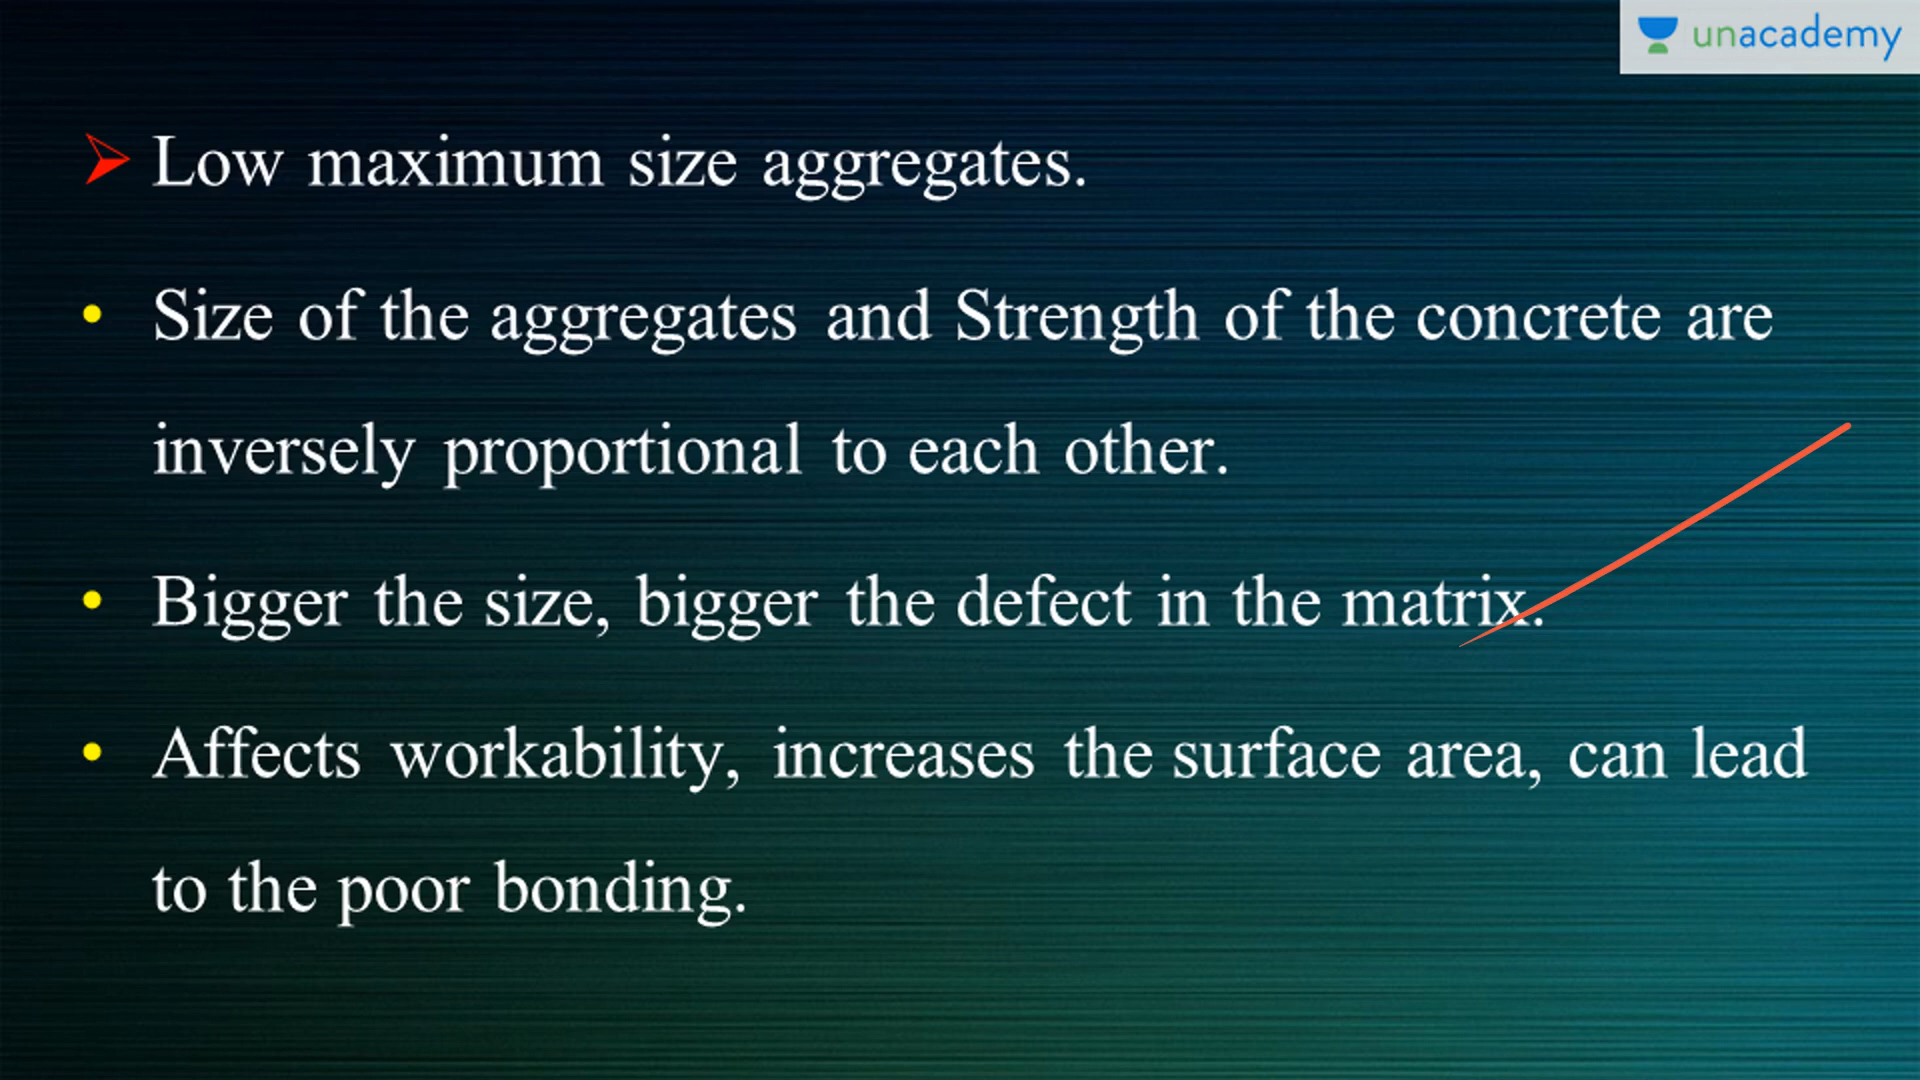 unacademy
Low maximum size aggregates.
Size of the aggregates and Strength of the concrete are
inversely proportional to each other.
Bigger the size, bigger the defect in the matrix.
Affects workability, increases the surface area, can lead
to the poor bonding.